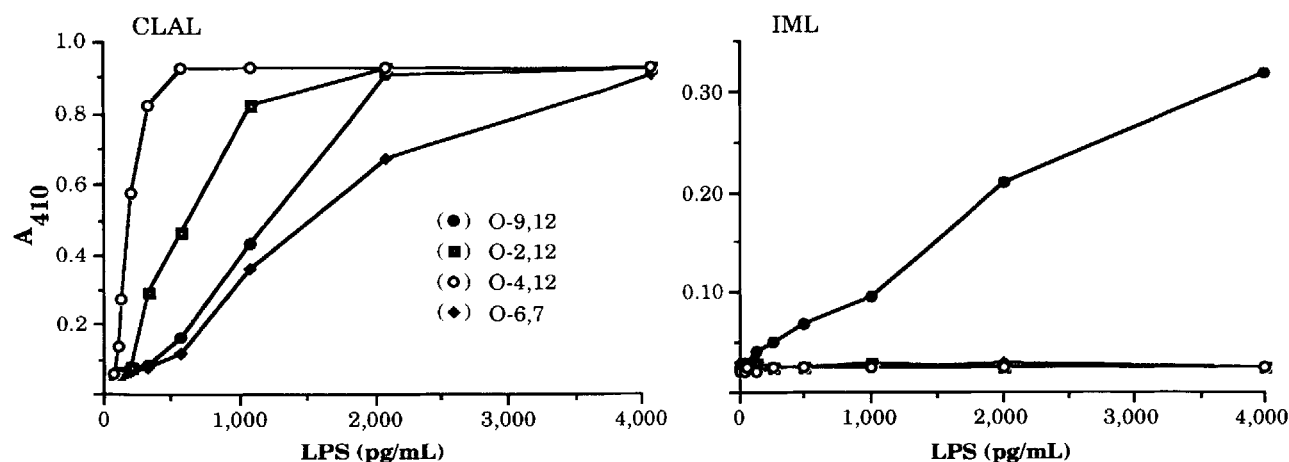 CLAL
1.0
0.8
0.6
0.4
0.2
A410
0
1,000
2,000
3,000
4,000
LPS (pg/mL)
(●) O-9,12
(■) O-2,12
(○) O-4,12
(◆) O-6,7
IML
0.30
0.20
0.10
0
1,000
2,000
3,000
4,000
LPS (pg/mL)